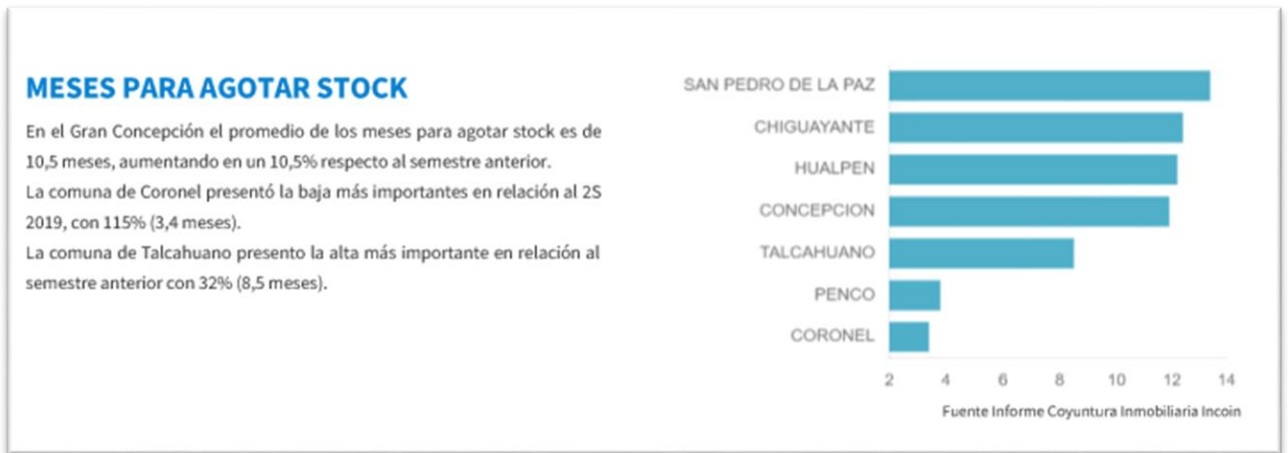 MESES PARA AGOTAR STOCK
En el Gran Concepción el promedio de los meses para agotar stock es de
10,5 meses, aumentando en un 10,5% respecto al semestre anterior.
La comuna de Coronel presentó la baja más importantes en relación al 2S
2019, con 115% (3,4 meses).
La comuna de Talcahuano presento la alta más importante en relación al
semestre anterior con 32% (8,5 meses).
SAN PEDRO DE LA PAZ
CHIGUAYANTE
HUALPEN
CONCEPCION
TALCAHUANO
PENCO
CORONEL
2 4 6 8 10 12 14
Fuente Informe Coyuntura Inmobiliaria Incoin